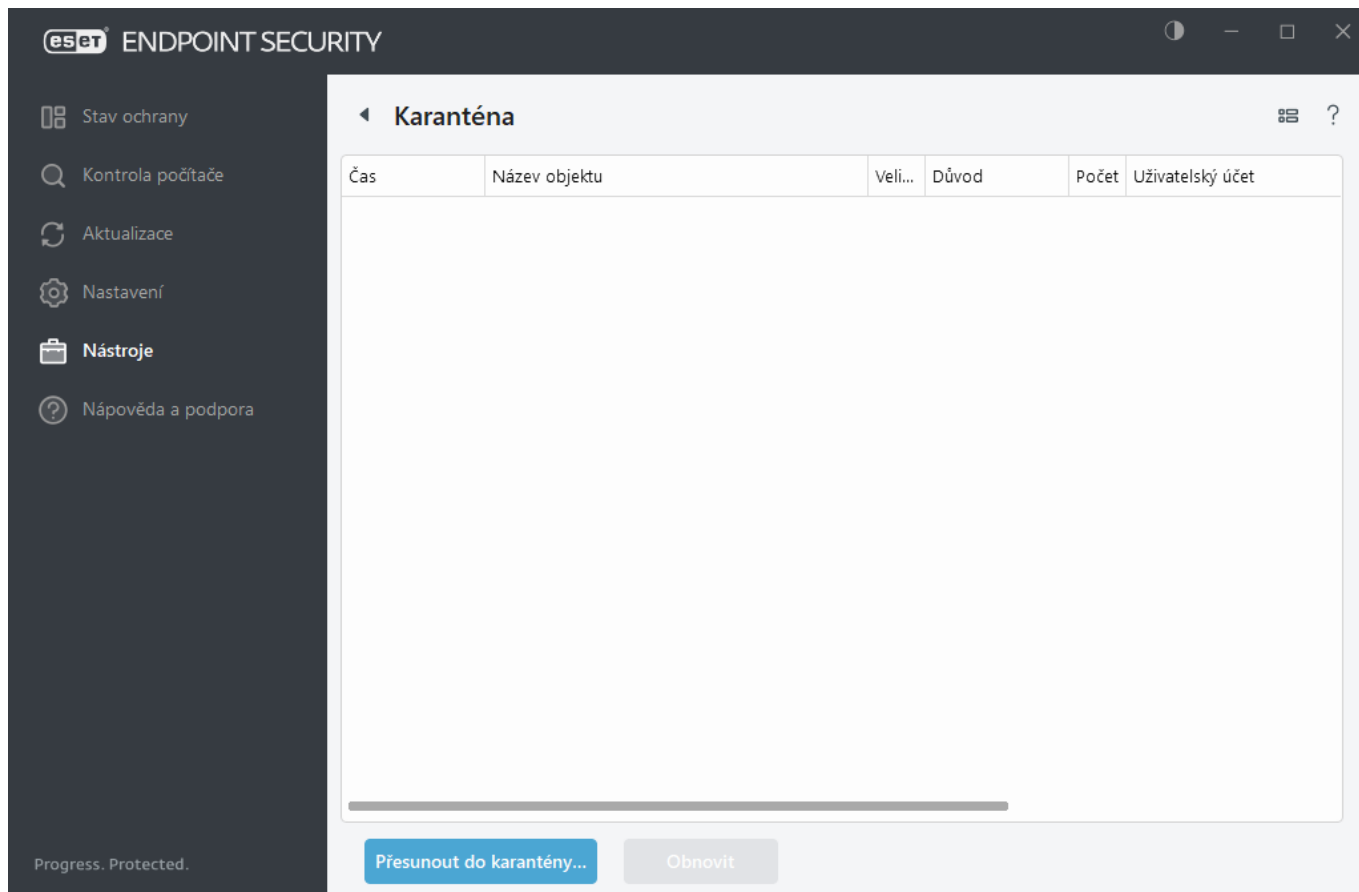 eset ENDPOINT SECURITY
Stav ochrany
Kontrola počítače
Aktualizace
Nastavení
Nástroje
Nápověda a podpora
Progress. Protected.
Karanténa
?
Čas Název objektu Veli... Důvod Počet Uživatelský účet
Přesunout do karantény... Obnovit